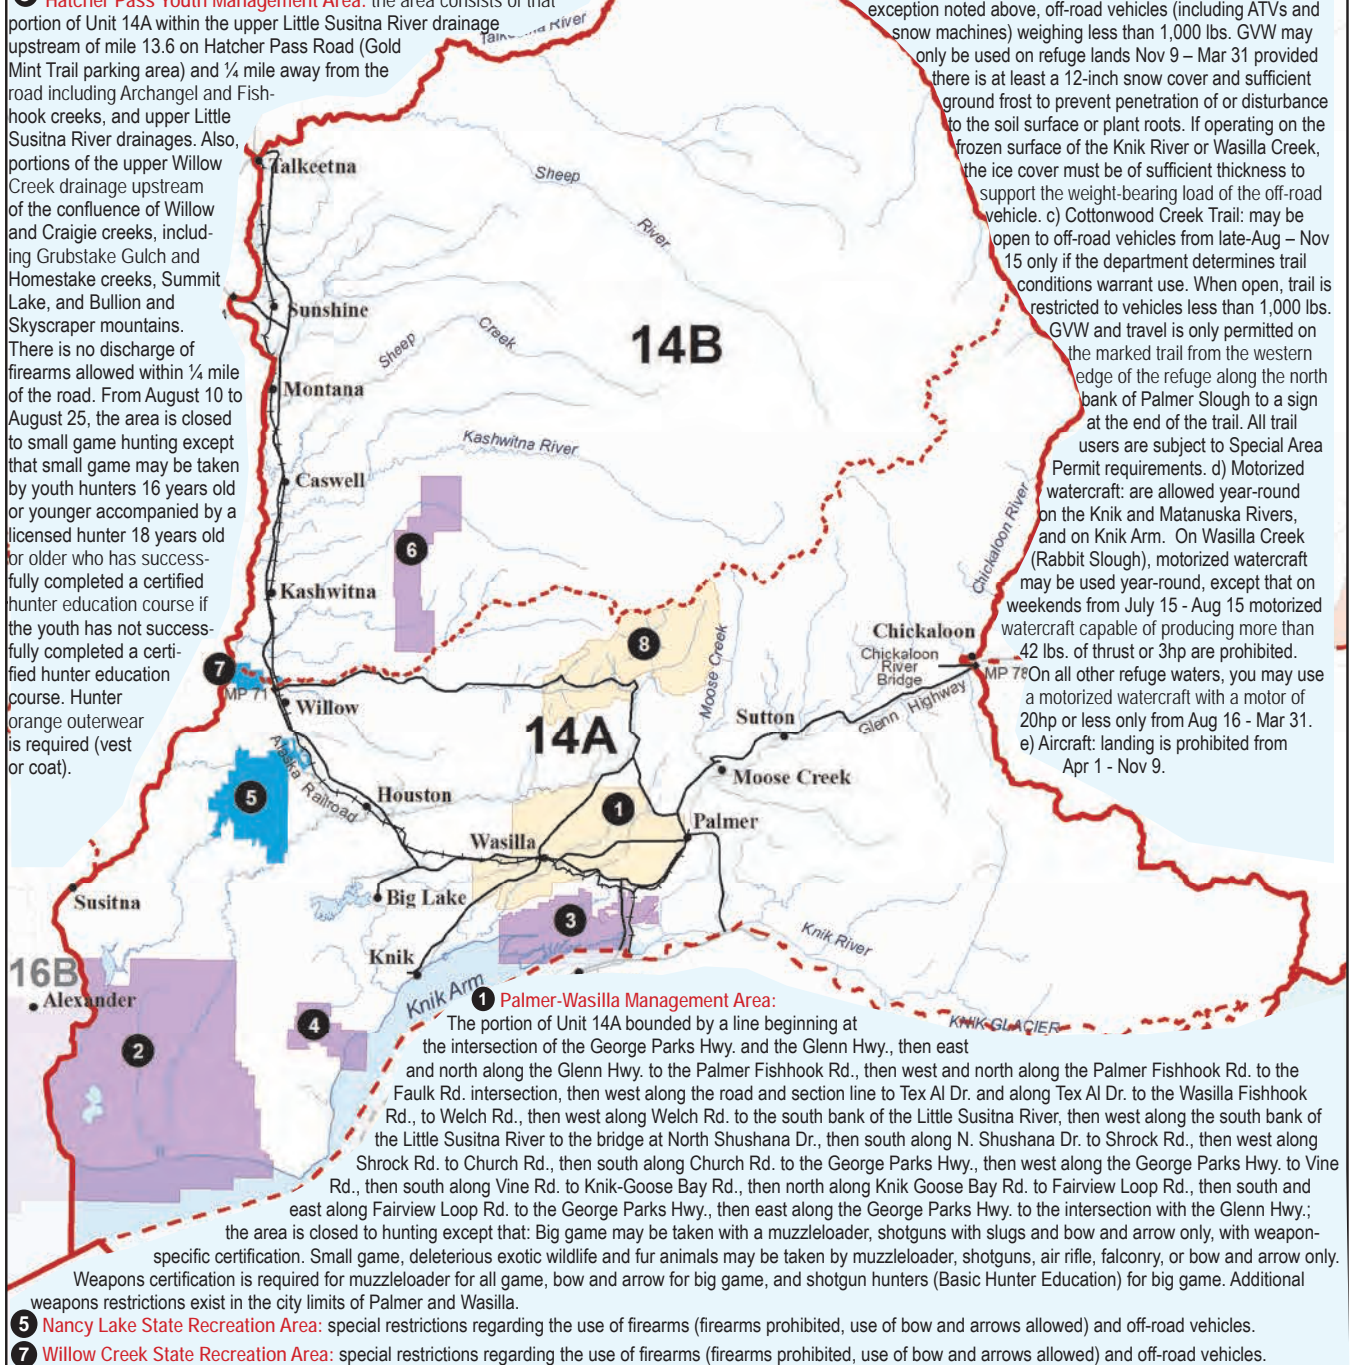 Hatcher Pass Youth Management Area: the area consists of that
portion of Unit 14A within the upper Little Susitna River drainage
upstream of mile 13.6 on Hatcher Pass Road (Gold
Mint Trail parking area) and ¼ mile away from the
road including Archangel and Fish-
hook creeks, and upper Little
Susitna River drainages. Also,
portions of the upper Willow
Creek drainage upstream
of the confluence of Willow
and Craigie creeks, includ-
ing Grubstake Gulch and
Homestake creeks, Summit
Lake, and Bullion and
Skyscraper mountains.
There is no discharge of
firearms allowed within ¼ mile
of the road. From August 10 to
August 25, the area is closed
to small game hunting except
that small game may be taken
by youth hunters 16 years old
or younger accompanied by a
licensed hunter 18 years old
or older who has success-
fully completed a certified
hunter education course if
the youth has not success-
fully completed a certi-
fied hunter education
course. Hunter
orange outerwear
is required (vest
or coat).
exception noted above, off-road vehicles (including ATVs and
snow machines) weighing less than 1,000 lbs. GVW may
only be used on refuge lands Nov 9 – Mar 31 provided
there is at least a 12-inch snow cover and sufficient
ground frost to prevent penetration of or disturbance
to the soil surface or plant roots. If operating on the
frozen surface of the Knik River or Wasilla Creek,
the ice cover must be of sufficient thickness to
support the weight-bearing load of the off-road
vehicle. c) Cottonwood Creek Trail: may be
open to off-road vehicles from late-Aug – Nov
15 only if the department determines trail
conditions warrant use. When open, trail is
restricted to vehicles less than 1,000 lbs.
GVW and travel is only permitted on
the marked trail from the western
edge of the refuge along the north
bank of Palmer Slough to a sign
at the end of the trail. All trail
users are subject to Special Area
Permit requirements. d) Motorized
watercraft: are allowed year-round
on the Knik and Matanuska Rivers,
and on Knik Arm. On Wasilla Creek
(Rabbit Slough), motorized watercraft
may be used year-round, except that on
weekends from July 15 - Aug 15 motorized
watercraft capable of producing more than
42 lbs. of thrust or 3hp are prohibited.
On all other refuge waters, you may use
a motorized watercraft with a motor of
20hp or less only from Aug 16 - Mar 31.
e) Aircraft: landing is prohibited from
Apr 1 - Nov 9.
Talkeetna River
Talkeetna
Sheep
River
Sunshine
Sheep
Creek
14B
Montana
Kashwitna River
Caswell
6
Chickaloon River
Kashwitna
8
Moose Creek
Chickaloon
Chickaloon
River
Bridge
MP 78
7
MP 71
Willow
14A
Sutton
Glenn Highway
Alaska Railroad
Moose Creek
5
Houston
1
Palmer
Wasilla
Susitna
Big Lake
3
Knik River
Knik
16B
Alexander
Knik Arm
4
KNIK GLACIER
2
1 Palmer-Wasilla Management Area:
The portion of Unit 14A bounded by a line beginning at
the intersection of the George Parks Hwy. and the Glenn Hwy., then east
and north along the Glenn Hwy. to the Palmer Fishhook Rd., then west and north along the Palmer Fishhook Rd. to the
Faulk Rd. intersection, then west along the road and section line to Tex Al Dr. and along Tex Al Dr. to the Wasilla Fishhook
Rd., to Welch Rd., then west along Welch Rd. to the south bank of the Little Susitna River, then west along the south bank of
the Little Susitna River to the bridge at North Shushana Dr., then south along N. Shushana Dr. to Shrock Rd., then west along
Shrock Rd. to Church Rd., then south along Church Rd. to the George Parks Hwy., then west along the George Parks Hwy. to Vine
Rd., then south along Vine Rd. to Knik-Goose Bay Rd., then north along Knik Goose Bay Rd. to Fairview Loop Rd., then south and
east along Fairview Loop Rd. to the George Parks Hwy., then east along the George Parks Hwy. to the intersection with the Glenn Hwy.;
the area is closed to hunting except that: Big game may be taken with a muzzleloader, shotguns with slugs and bow and arrow only, with weapon-
specific certification. Small game, deleterious exotic wildlife and fur animals may be taken by muzzleloader, shotguns, air rifle, falconry, or bow and arrow only.
Weapons certification is required for muzzleloader for all game, bow and arrow for big game, and shotgun hunters (Basic Hunter Education) for big game. Additional
weapons restrictions exist in the city limits of Palmer and Wasilla.
5 Nancy Lake State Recreation Area: special restrictions regarding the use of firearms (firearms prohibited, use of bow and arrows allowed) and off-road vehicles.
7 Willow Creek State Recreation Area: special restrictions regarding the use of firearms (firearms prohibited, use of bow and arrows allowed) and off-road vehicles.